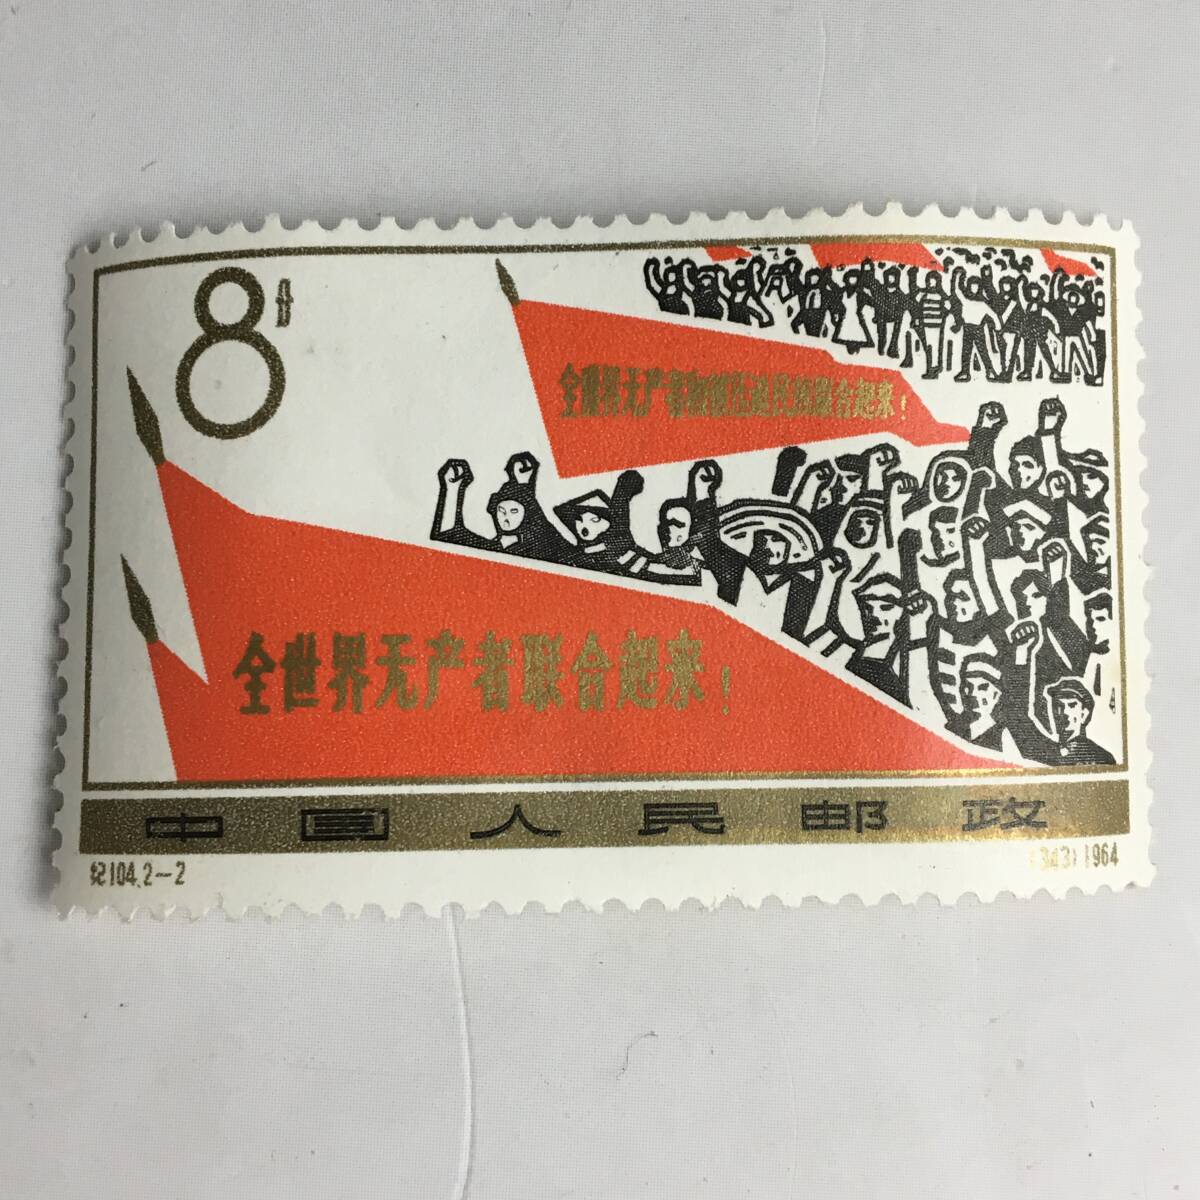 8分
全世界无产者和被压迫民族联合起来!
全世界无产者联合起来!
中国人民邮政
纪104.2-2
(343) 1964